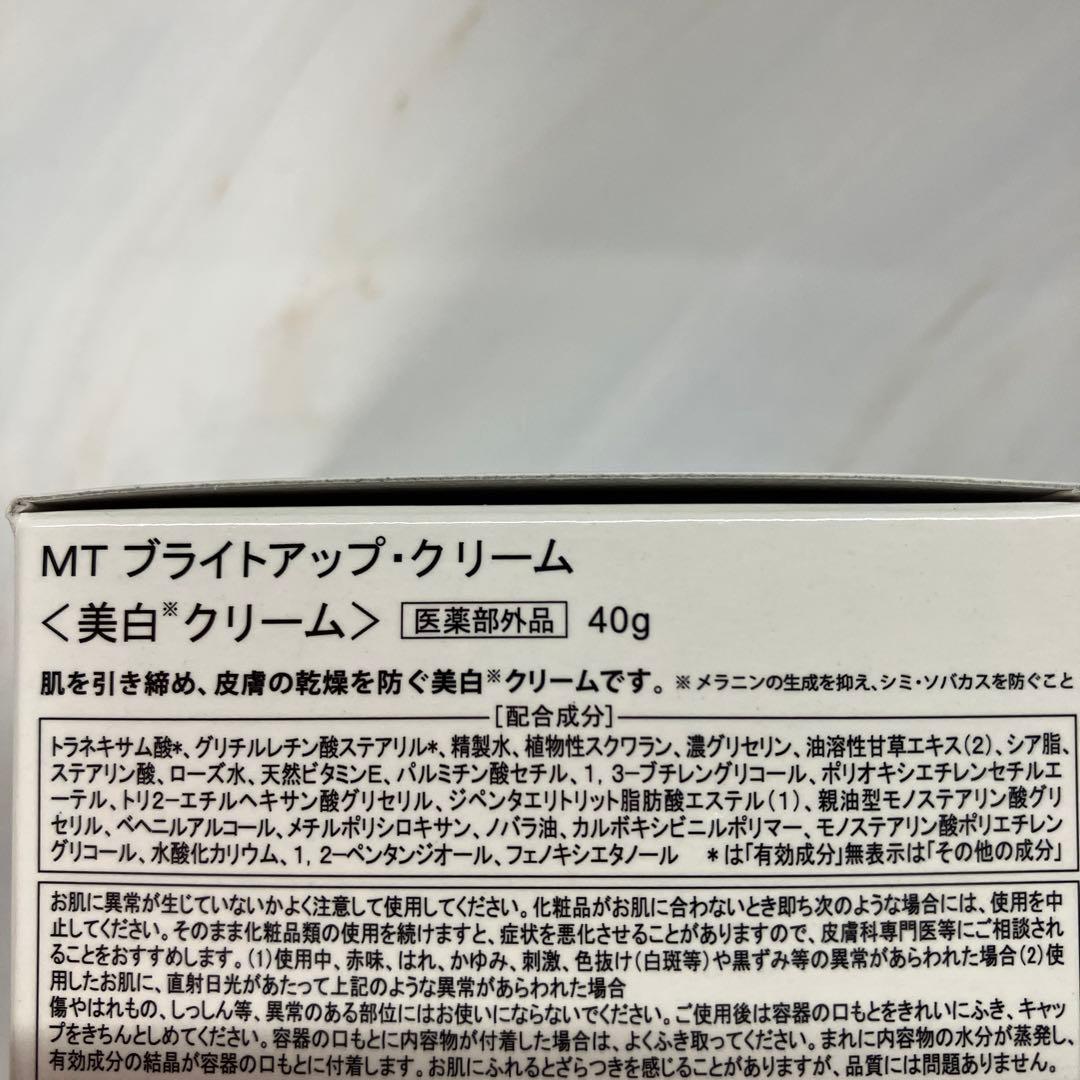 MT ブライトアップ・クリーム
＜美白※クリーム＞ 医薬部外品 40g
肌を引き締め、皮膚の乾燥を防ぐ美白※クリームです。※メラニンの生成を抑え、シミ・ソバカスを防ぐこと
［配合成分］
トラネキサム酸*、グリチルレチン酸ステアリル*、精製水、植物性スクワラン、濃グリセリン、油溶性甘草エキス(2)、シア脂、
ステアリン酸、ローズ水、天然ビタミンE、パルミチン酸セチル、1，3-ブチレングリコール、ポリオキシエチレンセチルエ
ーテル、トリ2-エチルヘキサン酸グリセリル、ジペンタエリトリット脂肪酸エステル(1)、親油型モノステアリン酸グリ
セリル、ベヘニルアルコール、メチルポリシロキサン、ノバラ油、カルボキシビニルポリマー、モノステアリン酸ポリエチレン
グリコール、水酸化カリウム、1，2-ペンタンジオール、フェノキシエタノール　*は「有効成分」無表示は「その他の成分」
お肌に異常が生じていないかよく注意して使用してください。化粧品がお肌に合わないとき即ち次のような場合には、使用を中
止してください。そのまま化粧品類の使用を続けますと、症状を悪化させることがありますので、皮膚科専門医等にご相談され
ることをおすすめします。(1)使用中、赤味、はれ、かゆみ、刺激、色抜け(白斑等)や黒ずみ等の異常があらわれた場合(2)使
用したお肌に、直射日光があたって上記のような異常があらわれた場合
傷やはれもの、しっしん等、異常のある部位にはお使いにならないでください。ご使用後は容器の口もとをきれいにふき、キャッ
プをきちんとしめてください。容器の口もとに内容物が付着した場合は、よくふき取ってください。まれに内容物の水分が蒸発し、
有効成分の結晶が容器の口もとに付着します。お肌にふれるとざらつきを感じることがありますが、品質には問題ありません。